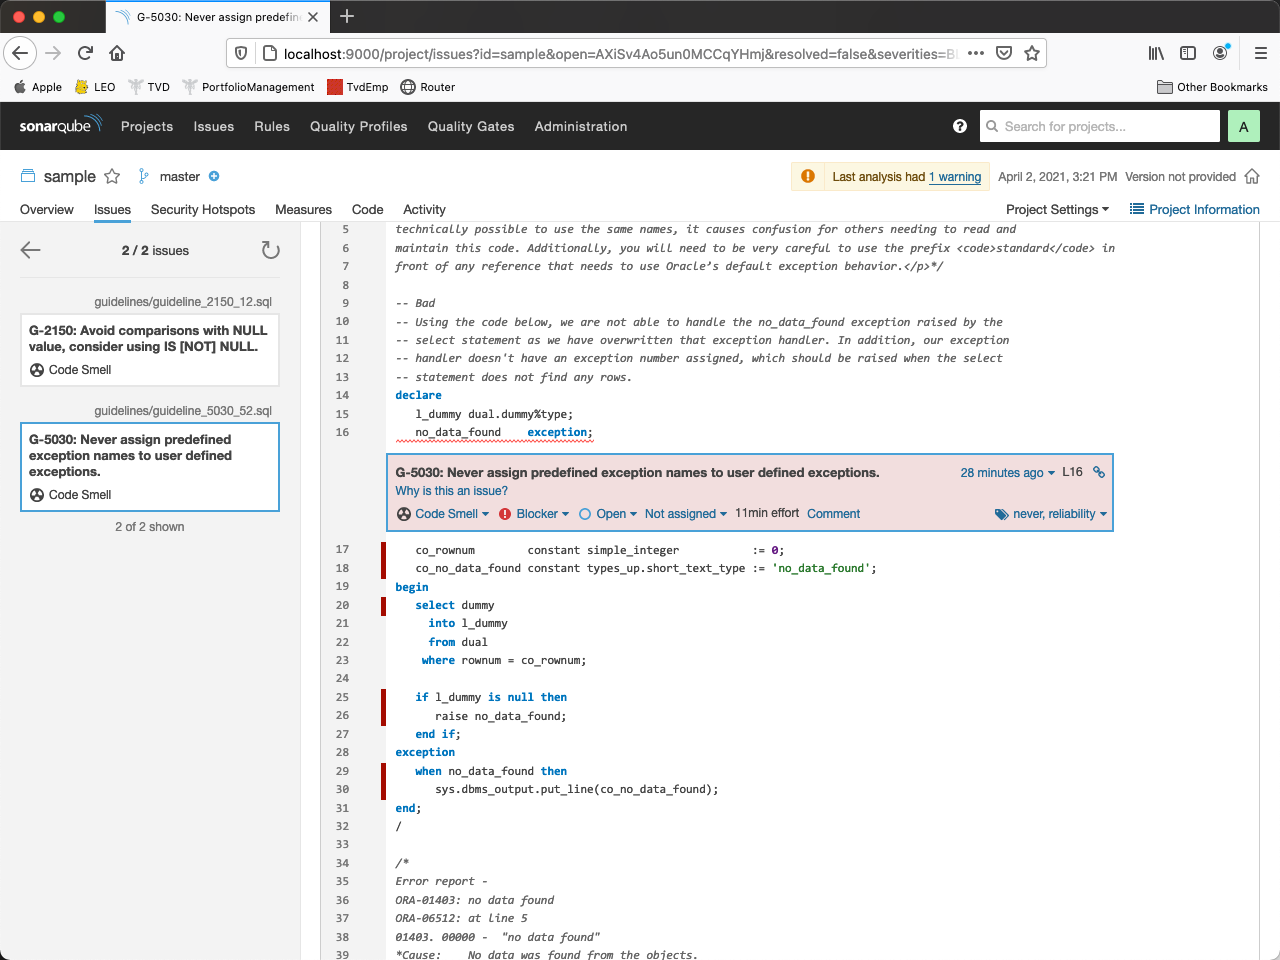 G-5030: Never assign predefin
localhost:9000/project/issues?id=sample&open=AXiSv4Ao5un0MCCqYHmj&resolved=false&severities=B
Apple
LEO
TVD
PortfolioManagement
TvdEmp
Router
Other Bookmarks
sonarqube
Projects
Issues
Rules
Quality Profiles
Quality Gates
Administration
Search for projects...
A
sample
master
Last analysis had 1 warning
April 2, 2021, 3:21 PM
Version not provided
Overview
Issues
Security Hotspots
Measures
Code
Activity
Project Settings
Project Information
2 / 2 issues
guidelines/guideline_2150_12.sql
G-2150: Avoid comparisons with NULL
value, consider using IS [NOT] NULL.
Code Smell
guidelines/guideline_5030_52.sql
G-5030: Never assign predefined
exception names to user defined
exceptions.
Code Smell
2 of 2 shown
5 technically possible to use the same names, it causes confusion for others needing to read and
6 maintain this code. Additionally, you will need to be very careful to use the prefix <code>standard</code> in
7 front of any reference that needs to use Oracle's default exception behavior.</p>*/
8
9 -- Bad
10 -- Using the code below, we are not able to handle the no_data_found exception raised by the
11 -- select statement as we have overwritten that exception handler. In addition, our exception
12 -- handler doesn't have an exception number assigned, which should be raised when the select
13 -- statement does not find any rows.
14 declare
15 l_dummy dual.dummy%type;
16 no_data_found exception;
G-5030: Never assign predefined exception names to user defined exceptions.
28 minutes ago
L16
Why is this an issue?
Code Smell
Blocker
Open
Not assigned
11min effort
Comment
never, reliability
17 co_rownum constant simple_integer := 0;
18 co_no_data_found constant types_up.short_text_type := 'no_data_found';
19 begin
20 select dummy
21 into l_dummy
22 from dual
23 where rownum = co_rownum;
24
25 if l_dummy is null then
26 raise no_data_found;
27 end if;
28 exception
29 when no_data_found then
30 sys.dbms_output.put_line(co_no_data_found);
31 end;
32 /
33
34 /*
35 Error report -
36 ORA-01403: no data found
37 ORA-06512: at line 5
38 01403. 00000 - "no data found"
39 *Cause: No data was found from the objects.